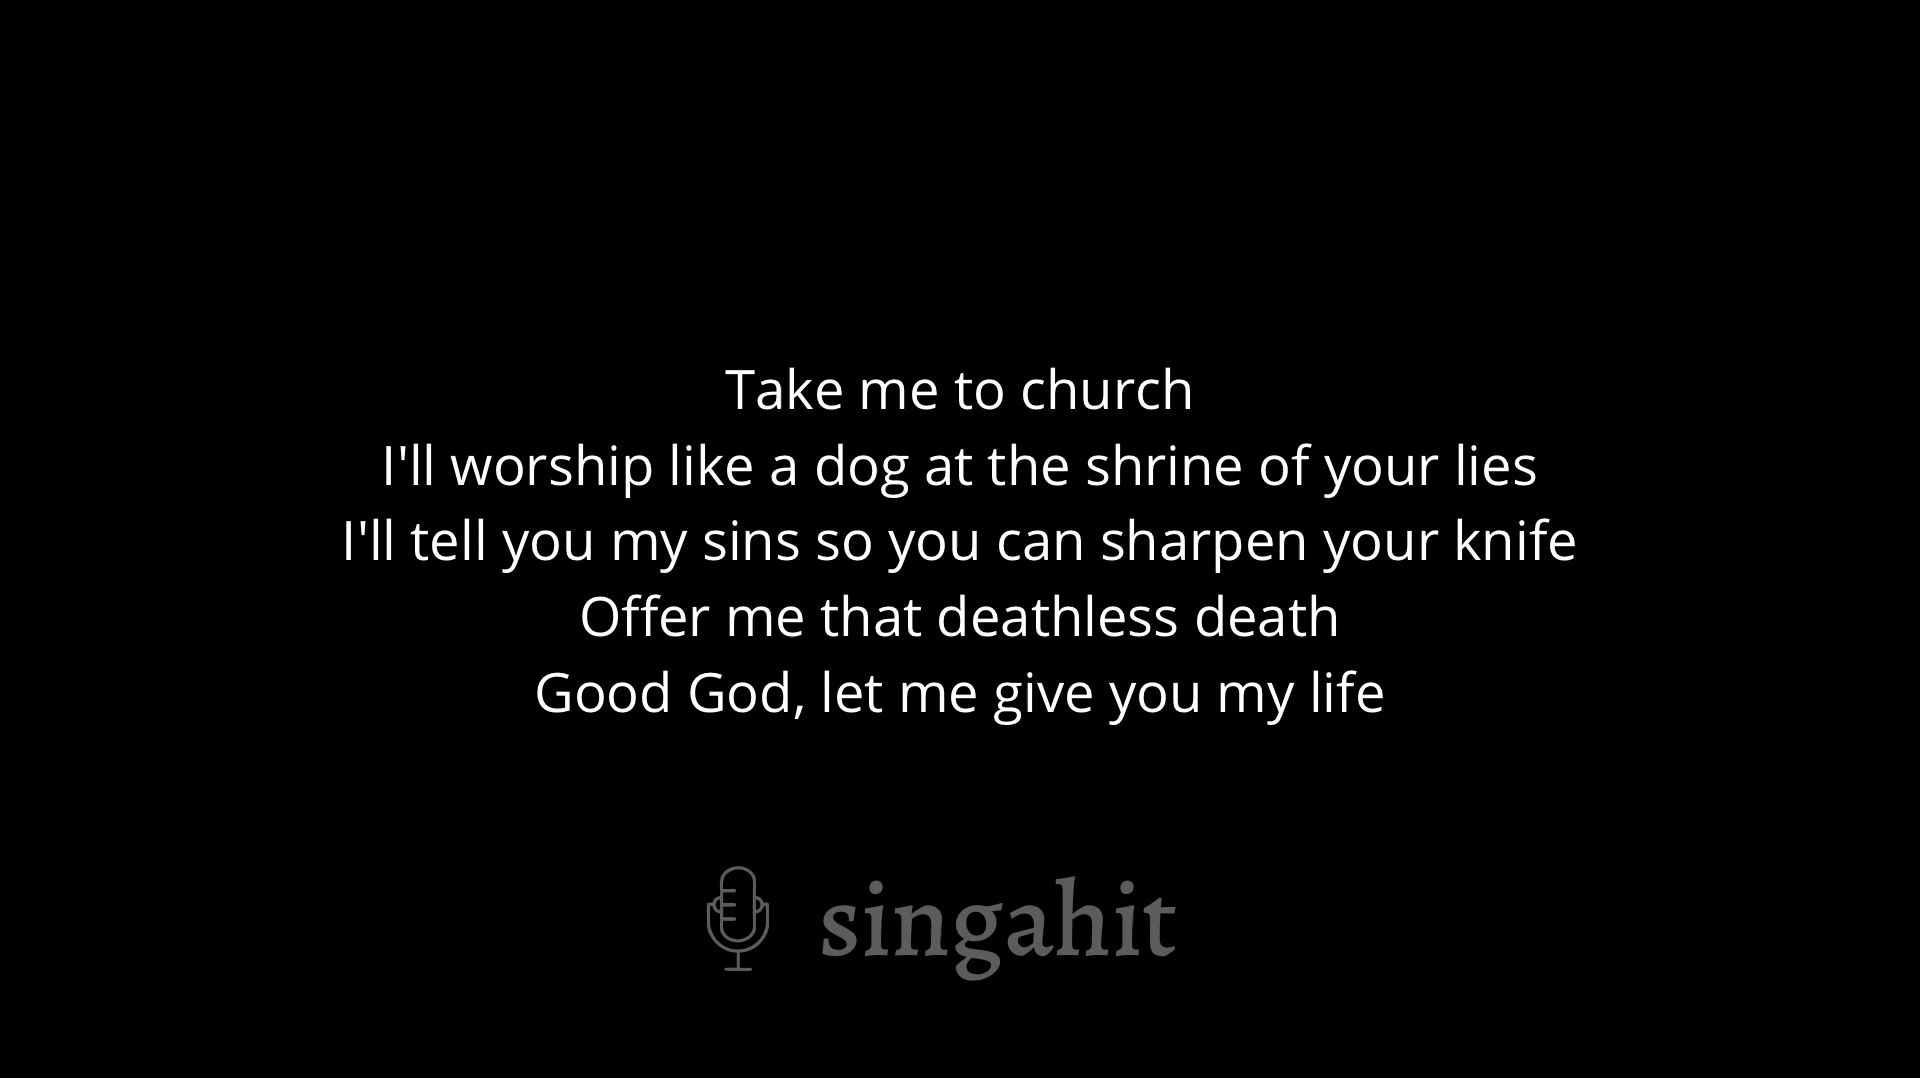 Take me to church
I'll worship like a dog at the shrine of your lies
I'll tell you my sins so you can sharpen your knife
Offer me that deathless death
Good God, let me give you my life
singahit